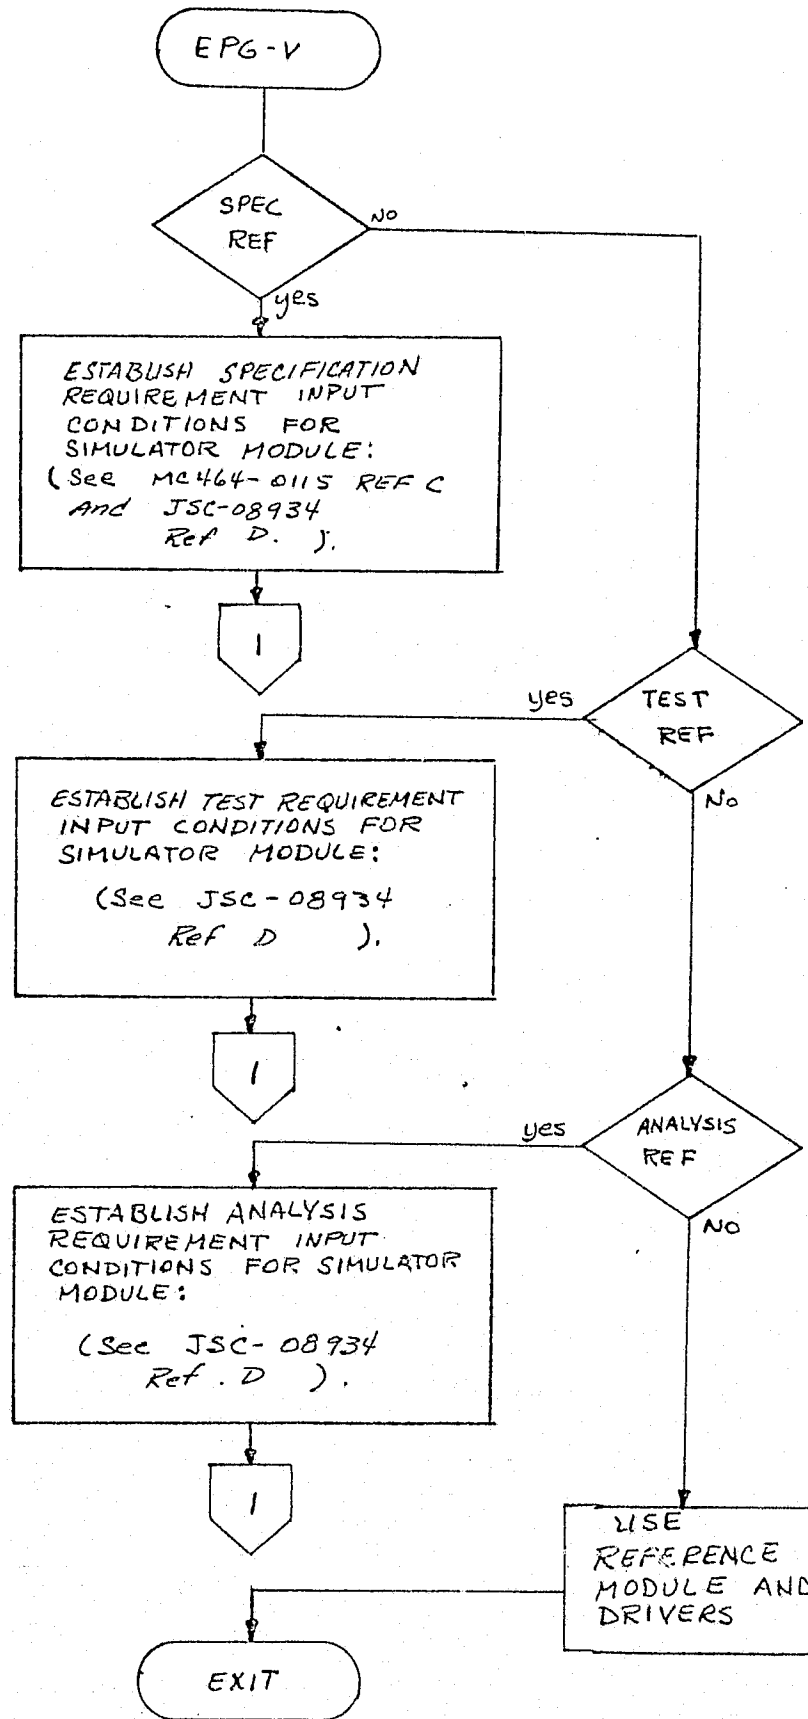 EPG-V
SPEC
REF
NO
yes
ESTABLISH SPECIFICATION
REQUIREMENT INPUT
CONDITIONS FOR
SIMULATOR MODULE:
(See MC464-0115 REF C
And JSC-08934
Ref D. ).
1
yes
TEST
REF
No
ESTABLISH TEST REQUIREMENT
INPUT CONDITIONS FOR
SIMULATOR MODULE:
(See JSC-08934
Ref D ).
1
yes
ANALYSIS
REF
NO
ESTABLISH ANALYSIS
REQUIREMENT INPUT
CONDITIONS FOR SIMULATOR
MODULE:
(See JSC-08934
Ref. D ).
1
USE
REFERENCE
MODULE AND
DRIVERS
EXIT